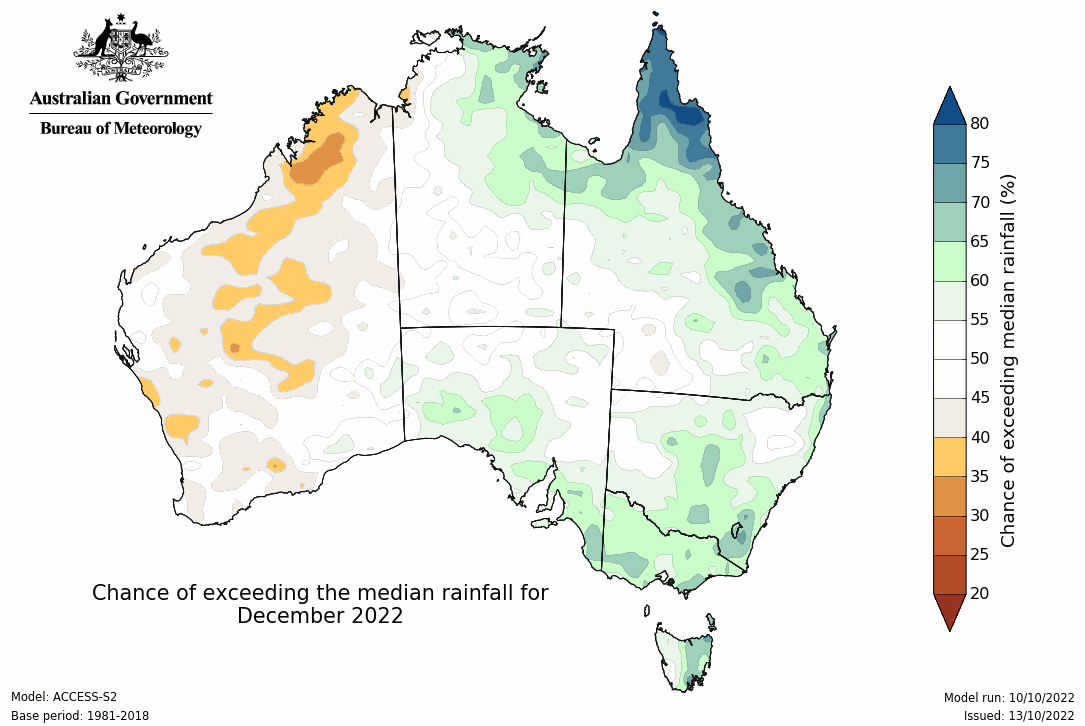 Australian Government
Bureau of Meteorology
80
75
70
65
60
55
50
45
40
35
30
25
20
Chance of exceeding median rainfall (%)
Chance of exceeding the median rainfall for
December 2022
Model: ACCESS-S2
Base period: 1981-2018
Model run: 10/10/2022
Issued: 13/10/2022